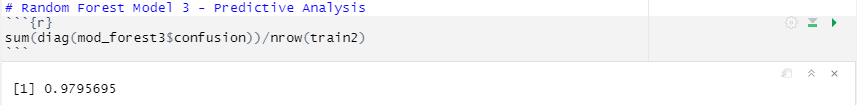 # Random Forest Model 3 - Predictive Analysis
```{r}
sum(diag(mod_forest3$confusion))/nrow(train2)
```
[1] 0.9795695